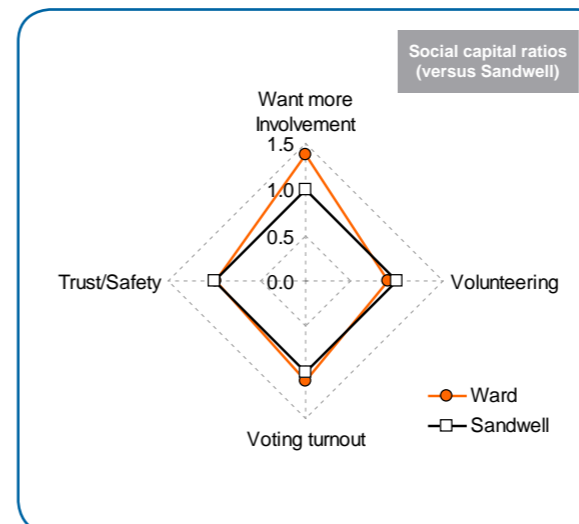 Social capital ratios
(versus Sandwell)
Want more
Involvement
1.5
1.0
0.5
0.0
Trust/Safety
Volunteering
Voting turnout
Ward
Sandwell